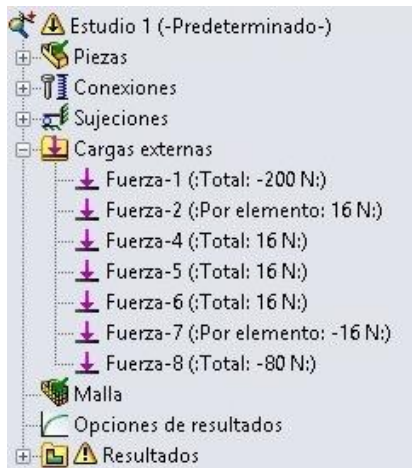 Estudio 1 (-Predeterminado-)
Piezas
Conexiones
Sujeciones
Cargas externas
Fuerza-1 (:Total: -200 N:)
Fuerza-2 (:Por elemento: 16 N:)
Fuerza-4 (:Total: 16 N:)
Fuerza-5 (:Total: 16 N:)
Fuerza-6 (:Total: 16 N:)
Fuerza-7 (:Por elemento: -16 N:)
Fuerza-8 (:Total: -80 N:)
Malla
Opciones de resultados
Resultados